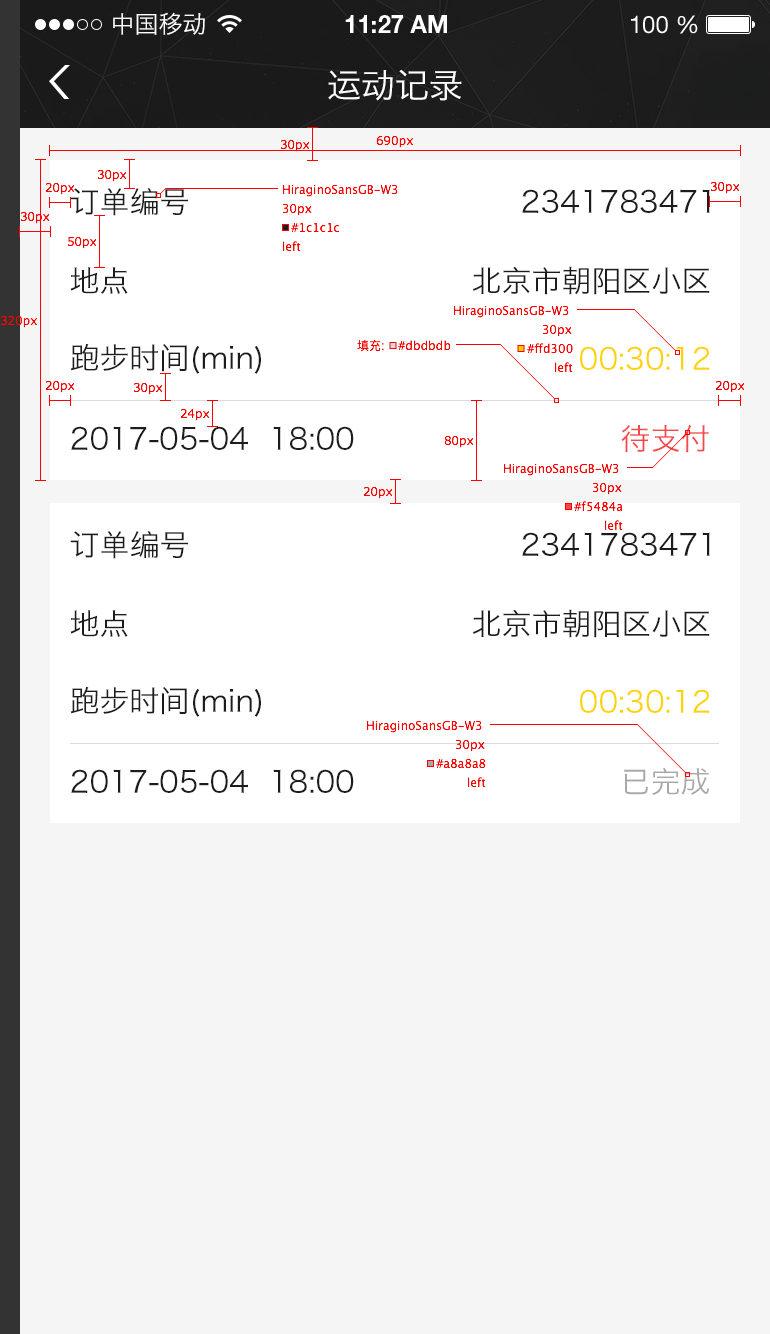 中国移动 11:27 AM 100 %
运动记录
690px
30px
30px
20px
订单编号 2341783471
HiraginoSansGB-W3
30px
#1c1c1c
left
30px
30px
50px
地点 北京市朝阳区小区
HiraginoSansGB-W3
30px
#ffd300
left
320px
填充: #dbdbdb
跑步时间(min) 00:30:12
20px
30px
20px
24px
80px
2017-05-04 18:00 待支付
HiraginoSansGB-W3
30px
#f5484a
left
20px
订单编号 2341783471
地点 北京市朝阳区小区
跑步时间(min) 00:30:12
HiraginoSansGB-W3
30px
#a8a8a8
left
2017-05-04 18:00 已完成